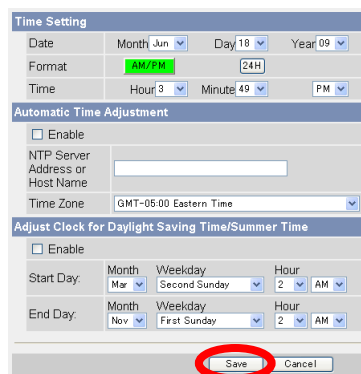 Time Setting
Date Month Jun Day 18 Year 09
Format AM/PM 24H
Time Hour 3 Minute 49 PM
Automatic Time Adjustment
Enable
NTP Server
Address or
Host Name
Time Zone GMT-05:00 Eastern Time
Adjust Clock for Daylight Saving Time/Summer Time
Enable
Month Weekday Hour
Start Day: Mar Second Sunday 2 AM
Month Weekday Hour
End Day: Nov First Sunday 2 AM
Save Cancel